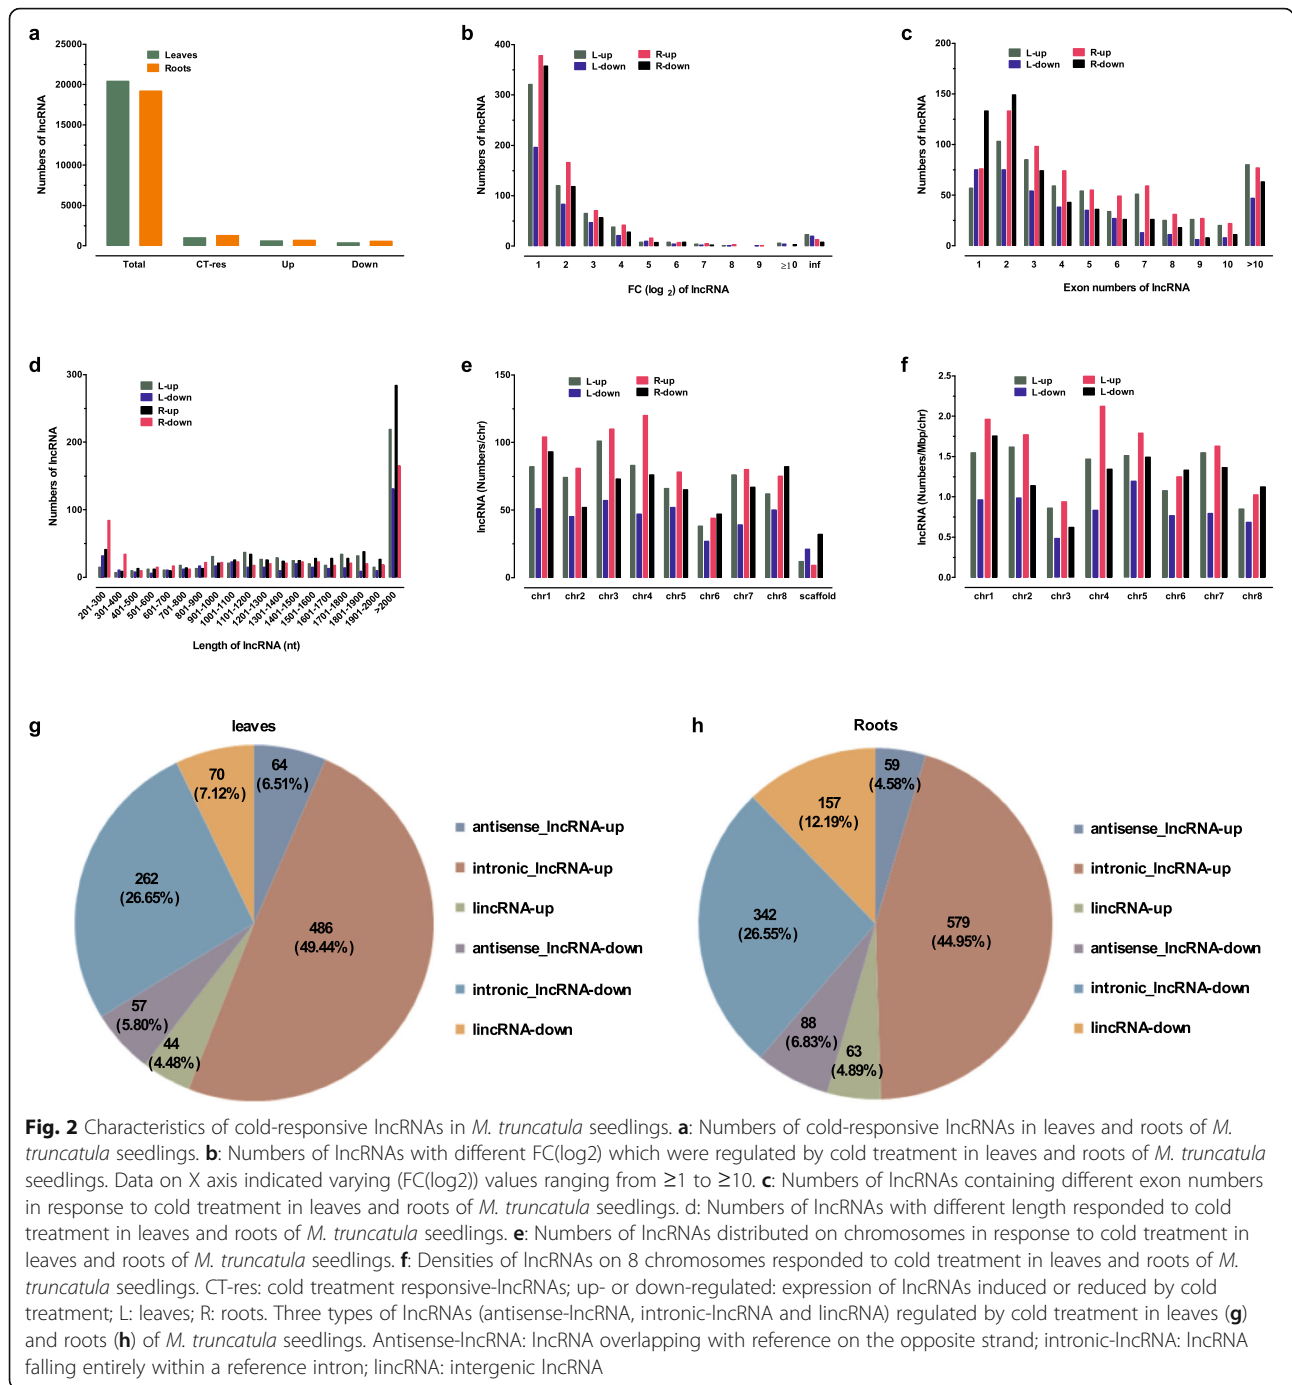 a
25000
20000
15000
10000
5000
0
Numbers of lncRNA
Leaves
Roots
Total CT-res Up Down
b
400
300
200
100
0
Numbers of lncRNA
L-up R-up
L-down R-down
1 2 3 4 5 6 7 8 9 ≥10 inf
FC (log 2) of lncRNA
c
200
150
100
50
0
Numbers of lncRNA
L-up R-up
L-down R-down
1 2 3 4 5 6 7 8 9 10 >10
Exon numbers of lncRNA
d
300
200
100
0
Numbers of lncRNA
L-up
L-down
R-up
R-down
201-300 301-400 401-500 501-600 601-700 701-800 801-900 901-1000 1001-1100 1101-1200 1201-1300 1301-1400 1401-1500 1501-1600 1601-1700 1701-1800 1801-1900 1901-2000 >2000
Length of lncRNA (nt)
e
150
100
50
0
lncRNA (Numbers/chr)
L-up R-up
L-down R-down
chr1 chr2 chr3 chr4 chr5 chr6 chr7 chr8 scaffold
f
2.5
2.0
1.5
1.0
0.5
0.0
lncRNA (Numbers/Mbp/chr)
L-up L-up
L-down L-down
chr1 chr2 chr3 chr4 chr5 chr6 chr7 chr8
g
leaves
70
(7.12%)
64
(6.51%)
262
(26.65%)
486
(49.44%)
57
(5.80%)
44
(4.48%)
antisense_lncRNA-up
intronic_lncRNA-up
lincRNA-up
antisense_lncRNA-down
intronic_lncRNA-down
lincRNA-down
h
Roots
59
(4.58%)
157
(12.19%)
342
(26.55%)
579
(44.95%)
88
(6.83%)
63
(4.89%)
antisense_lncRNA-up
intronic_lncRNA-up
lincRNA-up
antisense_lncRNA-down
intronic_lncRNA-down
lincRNA-down
Fig. 2 Characteristics of cold-responsive lncRNAs in M. truncatula seedlings. a: Numbers of cold-responsive lncRNAs in leaves and roots of M.
truncatula seedlings. b: Numbers of lncRNAs with different FC(log2) which were regulated by cold treatment in leaves and roots of M. truncatula
seedlings. Data on X axis indicated varying (FC(log2)) values ranging from ≥1 to ≥10. c: Numbers of lncRNAs containing different exon numbers
in response to cold treatment in leaves and roots of M. truncatula seedlings. d: Numbers of lncRNAs with different length responded to cold
treatment in leaves and roots of M. truncatula seedlings. e: Numbers of lncRNAs distributed on chromosomes in response to cold treatment in
leaves and roots of M. truncatula seedlings. f: Densities of lncRNAs on 8 chromosomes responded to cold treatment in leaves and roots of M.
truncatula seedlings. CT-res: cold treatment responsive-lncRNAs; up- or down-regulated: expression of lncRNAs induced or reduced by cold
treatment; L: leaves; R: roots. Three types of lncRNAs (antisense-lncRNA, intronic-lncRNA and lincRNA) regulated by cold treatment in leaves (g)
and roots (h) of M. truncatula seedlings. Antisense-lncRNA: lncRNA overlapping with reference on the opposite strand; intronic-lncRNA: lncRNA
falling entirely within a reference intron; lincRNA: intergenic lncRNA